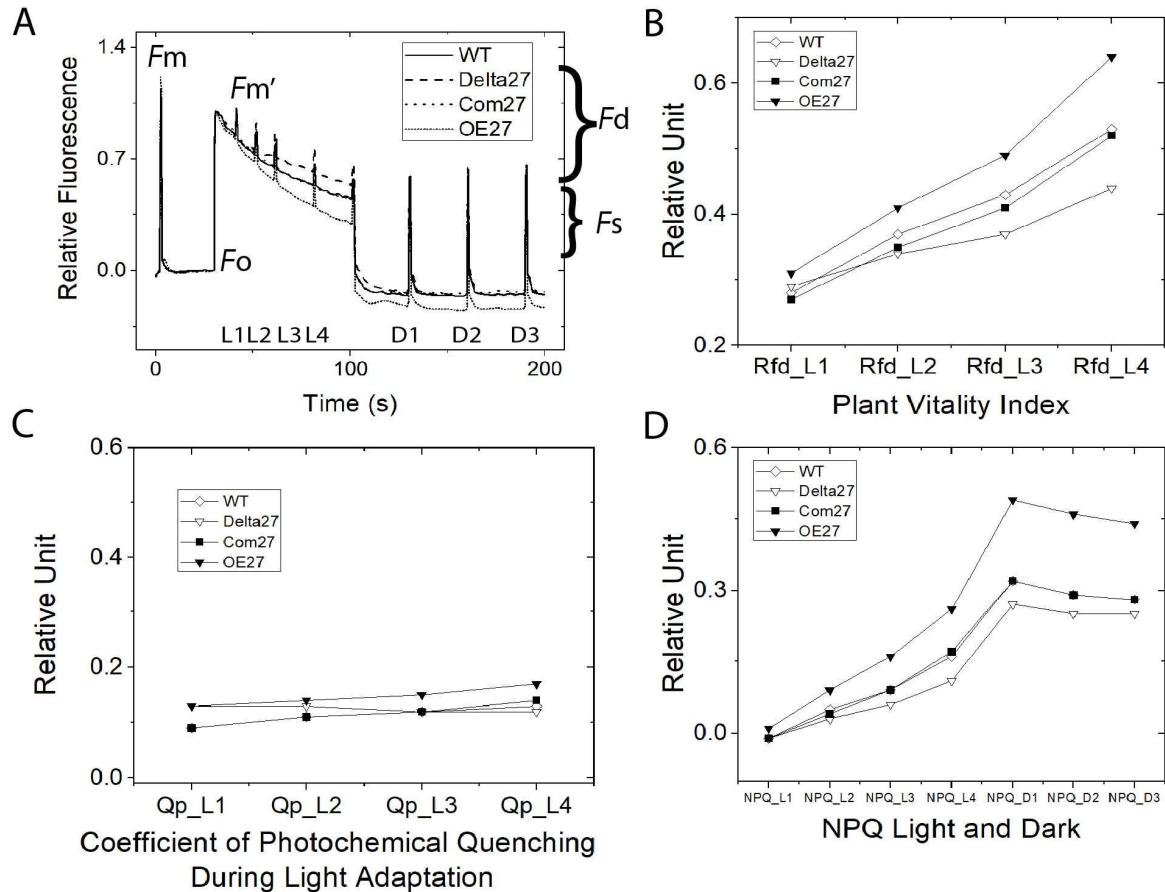 A
Relative Fluorescence
1.4
0.7
0.0
Fm
Fm'
Fo
WT
Delta27
Com27
OE27
Fd
Fs
L1 L2 L3 L4 D1 D2 D3
0 100 200
Time (s)
B
Relative Unit
0.6
0.4
0.2
WT
Delta27
Com27
OE27
Rfd_L1 Rfd_L2 Rfd_L3 Rfd_L4
Plant Vitality Index
C
Relative Unit
0.6
0.4
0.2
0.0
WT
Delta27
Com27
OE27
Qp_L1 Qp_L2 Qp_L3 Qp_L4
Coefficient of Photochemical Quenching
During Light Adaptation
D
Relative Unit
0.6
0.3
0.0
WT
Delta27
Com27
OE27
NPQ_L1 NPQ_L2 NPQ_L3 NPQ_L4 NPQ_D1 NPQ_D2 NPQ_D3
NPQ Light and Dark